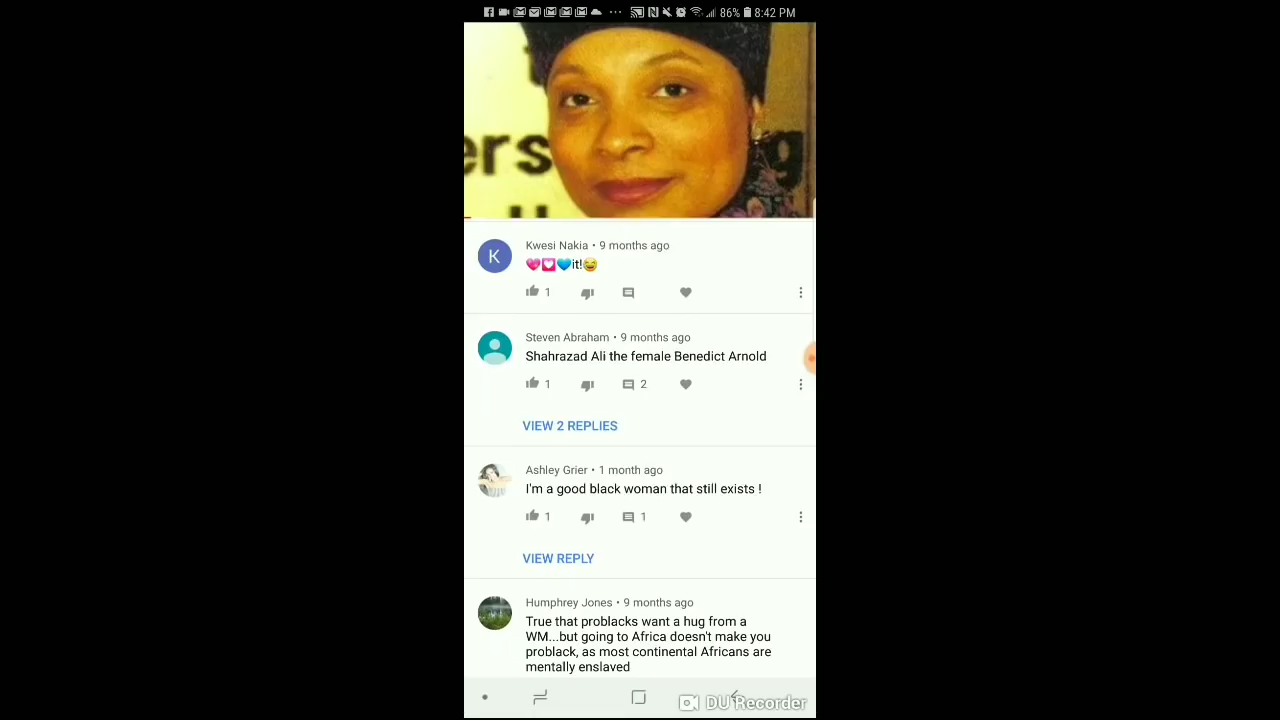 86% 8:42 PM
ers
g
Kwesi Nakia • 9 months ago
💗💟💙it!😅
1
K
Steven Abraham • 9 months ago
Shahrazad Ali the female Benedict Arnold
1 2
VIEW 2 REPLIES
Ashley Grier • 1 month ago
I'm a good black woman that still exists !
1 1
VIEW REPLY
Humphrey Jones • 9 months ago
True that problacks want a hug from a
WM...but going to Africa doesn't make you
problack, as most continental Africans are
mentally enslaved
DU Recorder